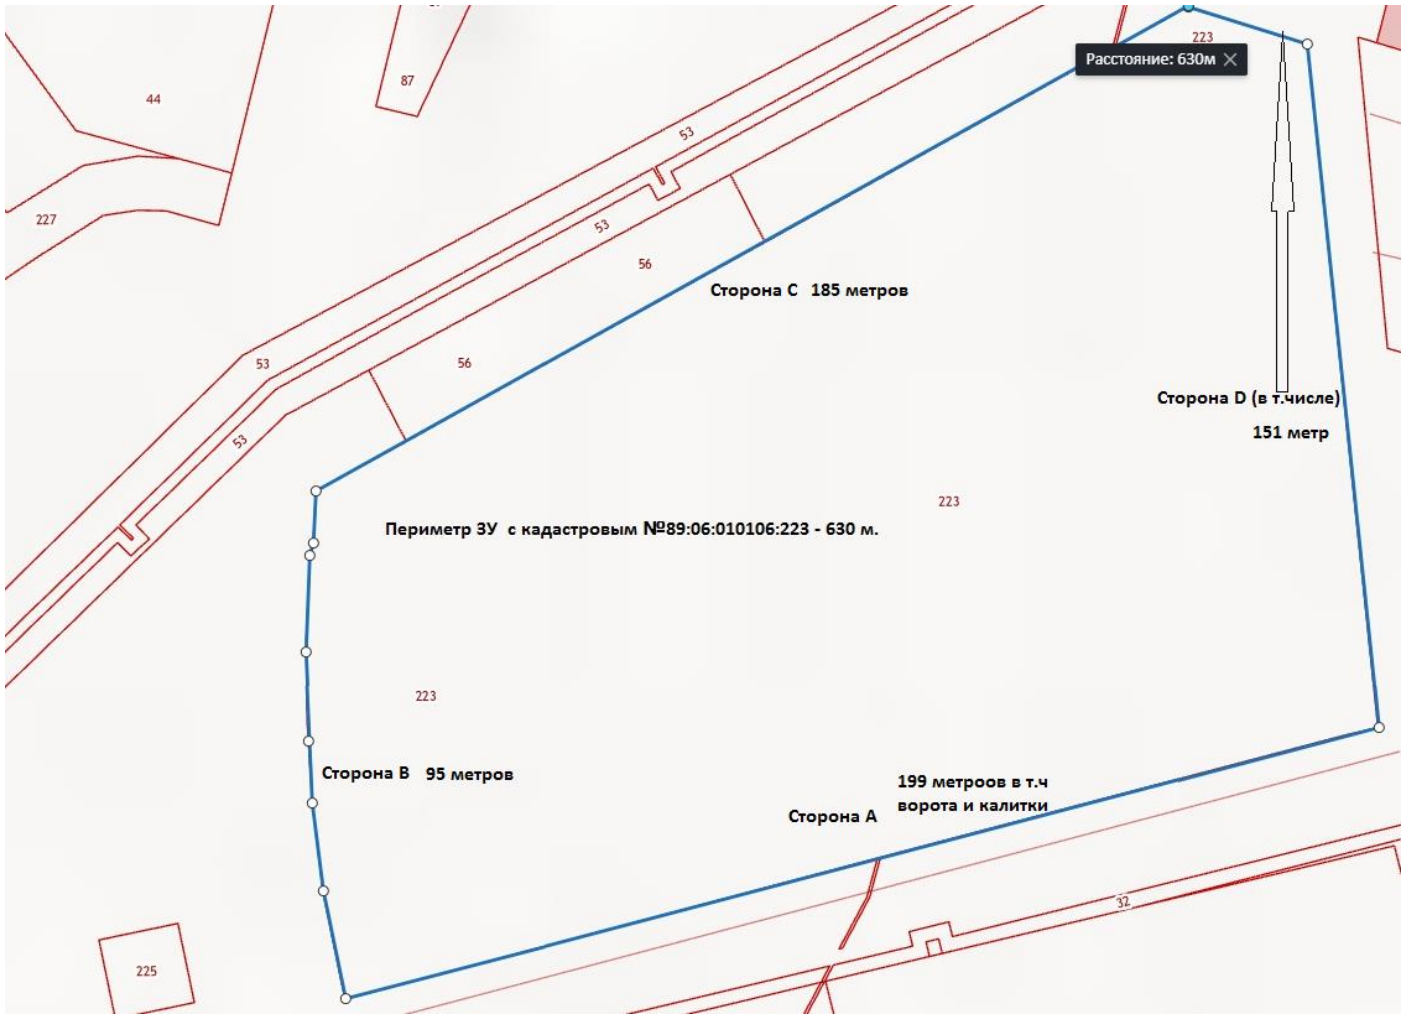 87
44
223
Расстояние: 630м
53
227
53
56
Сторона С 185 метров
53
56
Сторона D (в т.числе)
151 метр
53
223
Периметр ЗУ с кадастровым №89:06:010106:223 - 630 м.
223
Сторона В 95 метров
199 метроов в т.ч
ворота и калитки
Сторона А
32
225